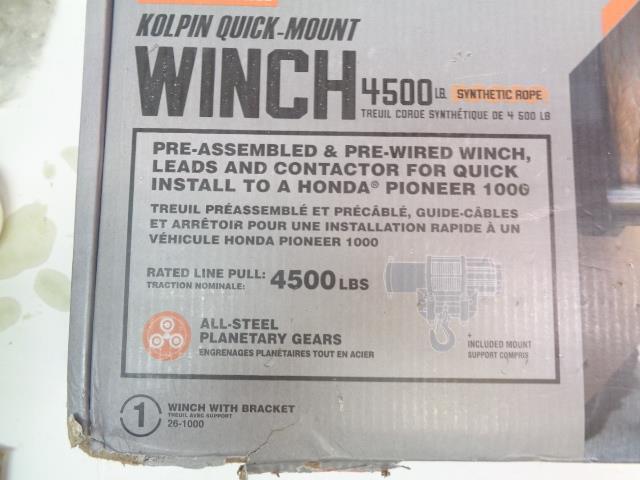 KOLPIN QUICK-MOUNT
WINCH 4500 LB. SYNTHETIC ROPE
TREUIL CORDE SYNTHÉTIQUE DE 4 500 LB
PRE-ASSEMBLED & PRE-WIRED WINCH,
LEADS AND CONTACTOR FOR QUICK
INSTALL TO A HONDA® PIONEER 1000
TREUIL PRÉASSEMBLÉ ET PRÉCÂBLÉ, GUIDE-CÂBLES
ET ARRÊTOIR POUR UNE INSTALLATION RAPIDE À UN
VÉHICULE HONDA PIONEER 1000
RATED LINE PULL: 4500 LBS
TRACTION NOMINALE:
ALL-STEEL
PLANETARY GEARS
ENGRENAGES PLANÉTAIRES TOUT EN ACIER
+
INCLUDED MOUNT
SUPPORT COMPRIS
1 WINCH WITH BRACKET
TREUIL AVEC SUPPORT
26-1000